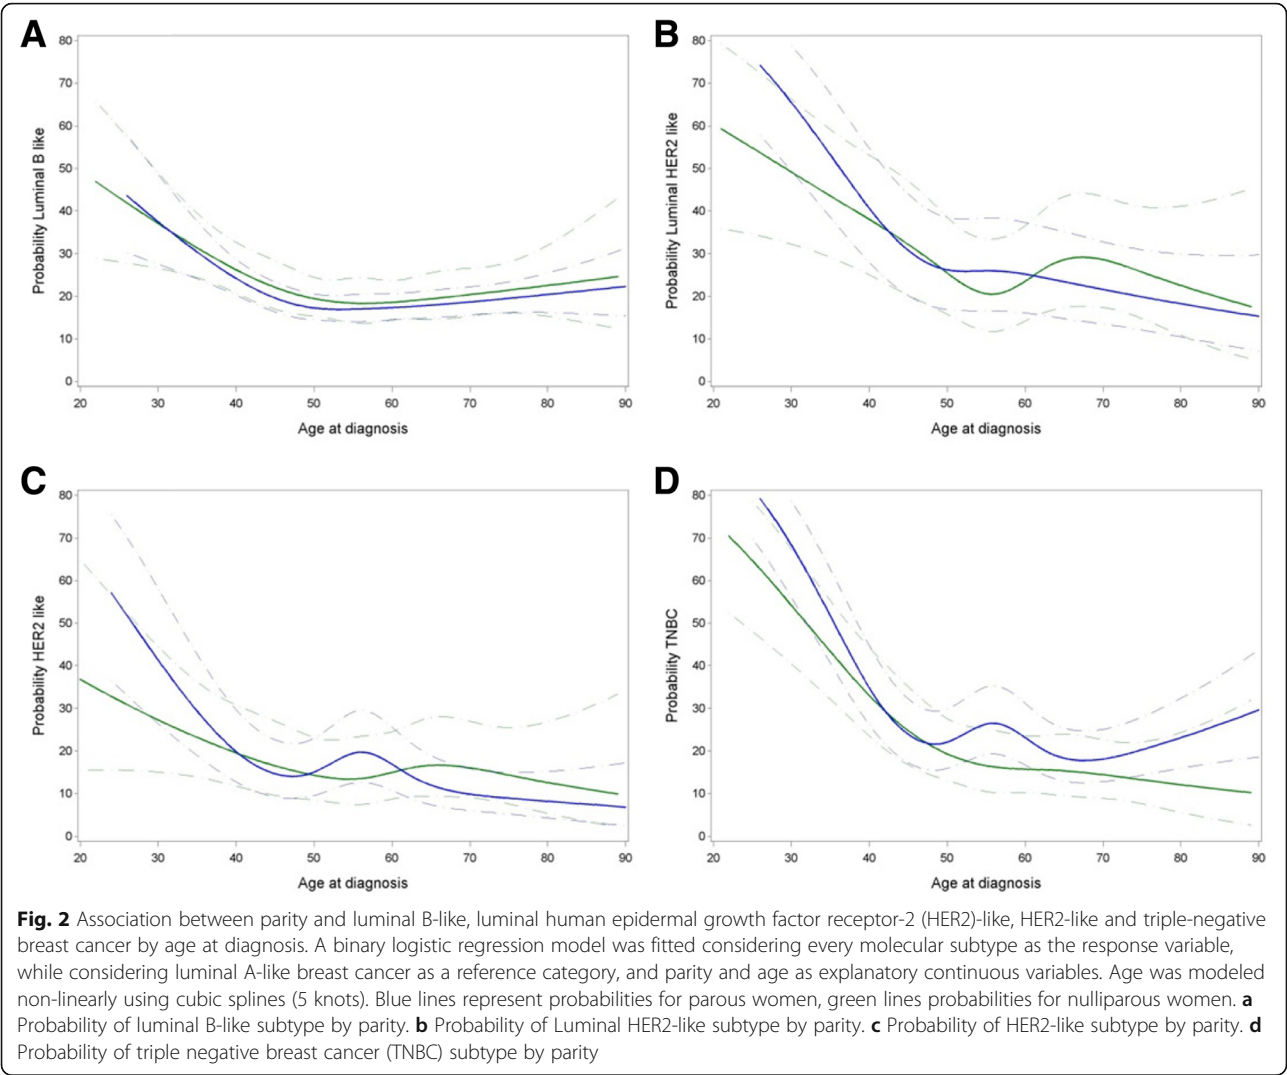 A
B
80
70
60
50
40
30
20
10
0
Probability Luminal B like
20 30 40 50 60 70 80 90
Age at diagnosis
80
70
60
50
40
30
20
10
0
Probability Luminal HER2 like
20 30 40 50 60 70 80 90
Age at diagnosis
C
D
80
70
60
50
40
30
20
10
0
Probability HER2 like
20 30 40 50 60 70 80 90
Age at diagnosis
80
70
60
50
40
30
20
10
0
Probability TNBC
20 30 40 50 60 70 80 90
Age at diagnosis
Fig. 2 Association between parity and luminal B-like, luminal human epidermal growth factor receptor-2 (HER2)-like, HER2-like and triple-negative
breast cancer by age at diagnosis. A binary logistic regression model was fitted considering every molecular subtype as the response variable,
while considering luminal A-like breast cancer as a reference category, and parity and age as explanatory continuous variables. Age was modeled
non-linearly using cubic splines (5 knots). Blue lines represent probabilities for parous women, green lines probabilities for nulliparous women. a
Probability of luminal B-like subtype by parity. b Probability of Luminal HER2-like subtype by parity. c Probability of HER2-like subtype by parity. d
Probability of triple negative breast cancer (TNBC) subtype by parity